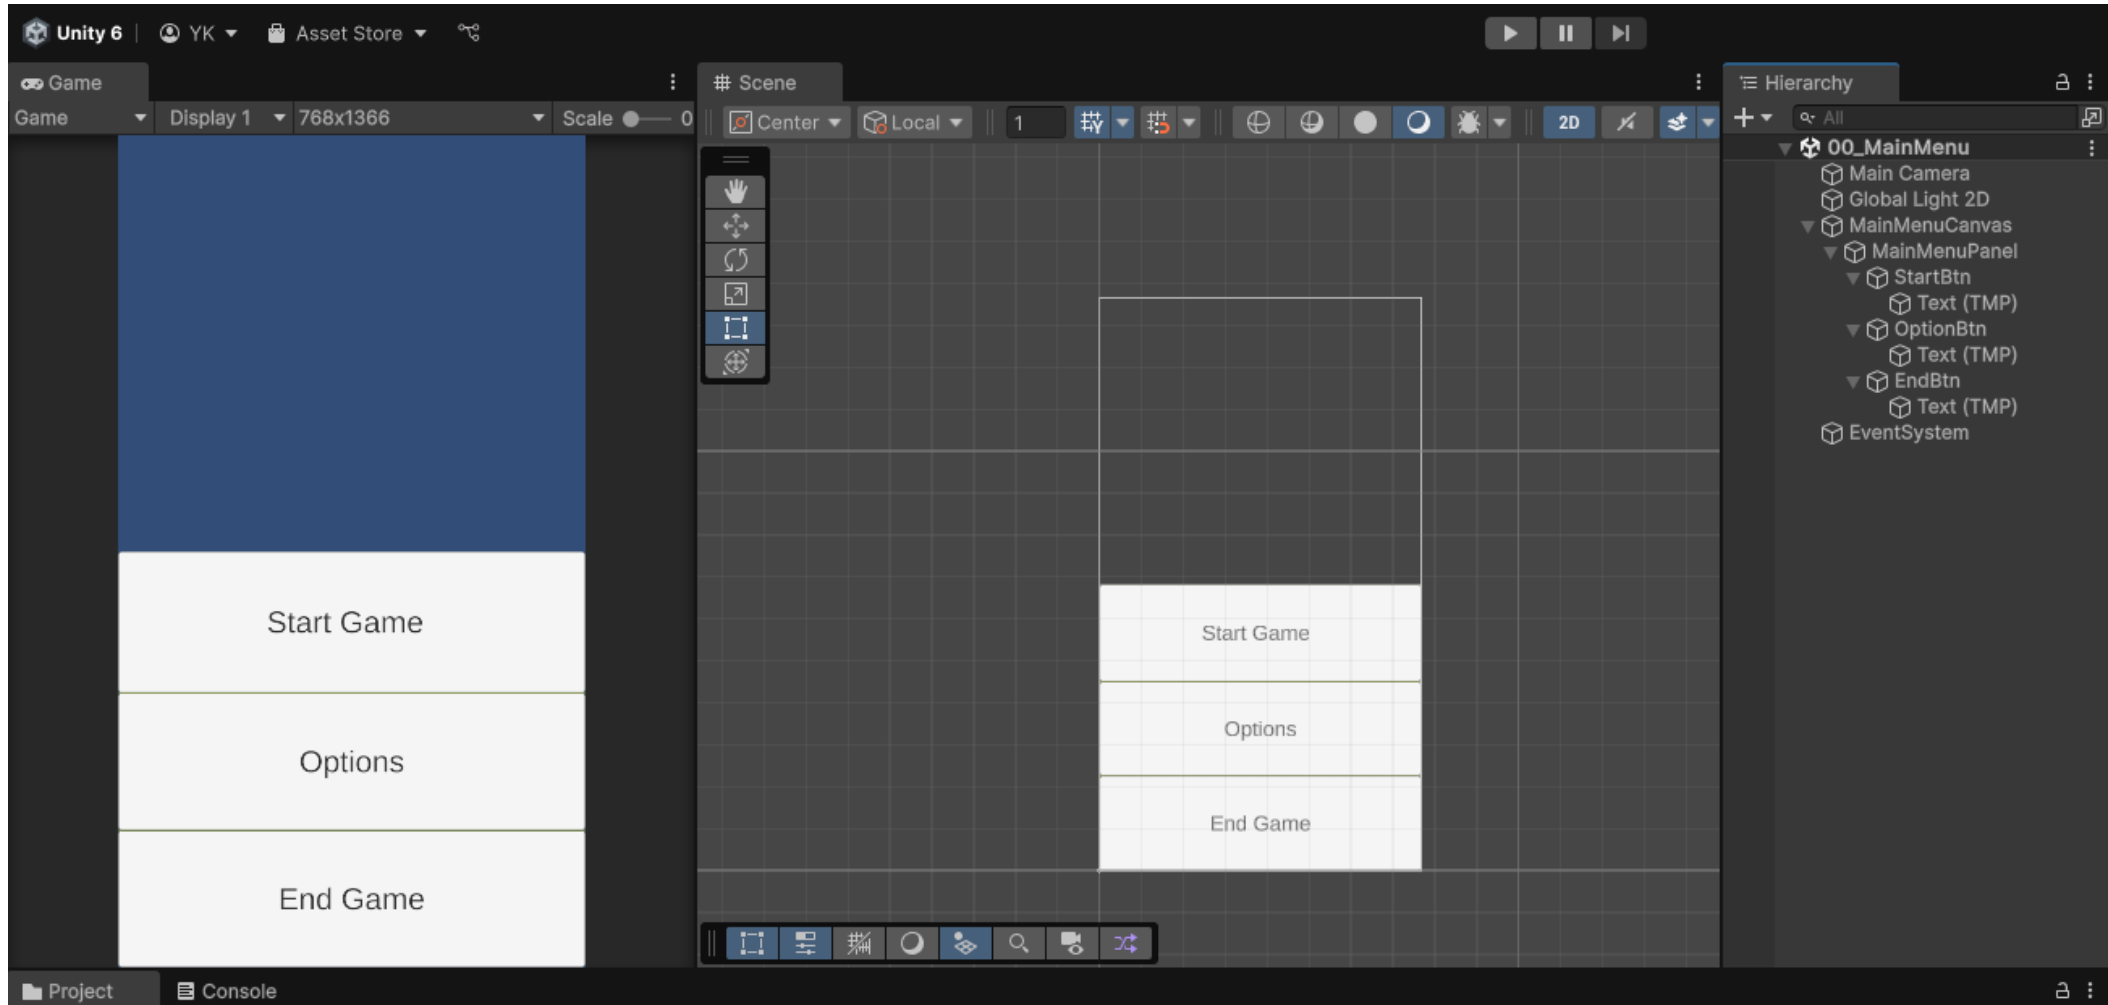 Unity 6 YK Asset Store
Game
Game Display 1 768x1366 Scale 0
Start Game
Options
End Game
Scene
Center Local 1 2D
Start Game
Options
End Game
Hierarchy
All
00_MainMenu
Main Camera
Global Light 2D
MainMenuCanvas
MainMenuPanel
StartBtn
Text (TMP)
OptionBtn
Text (TMP)
EndBtn
Text (TMP)
EventSystem
Project Console